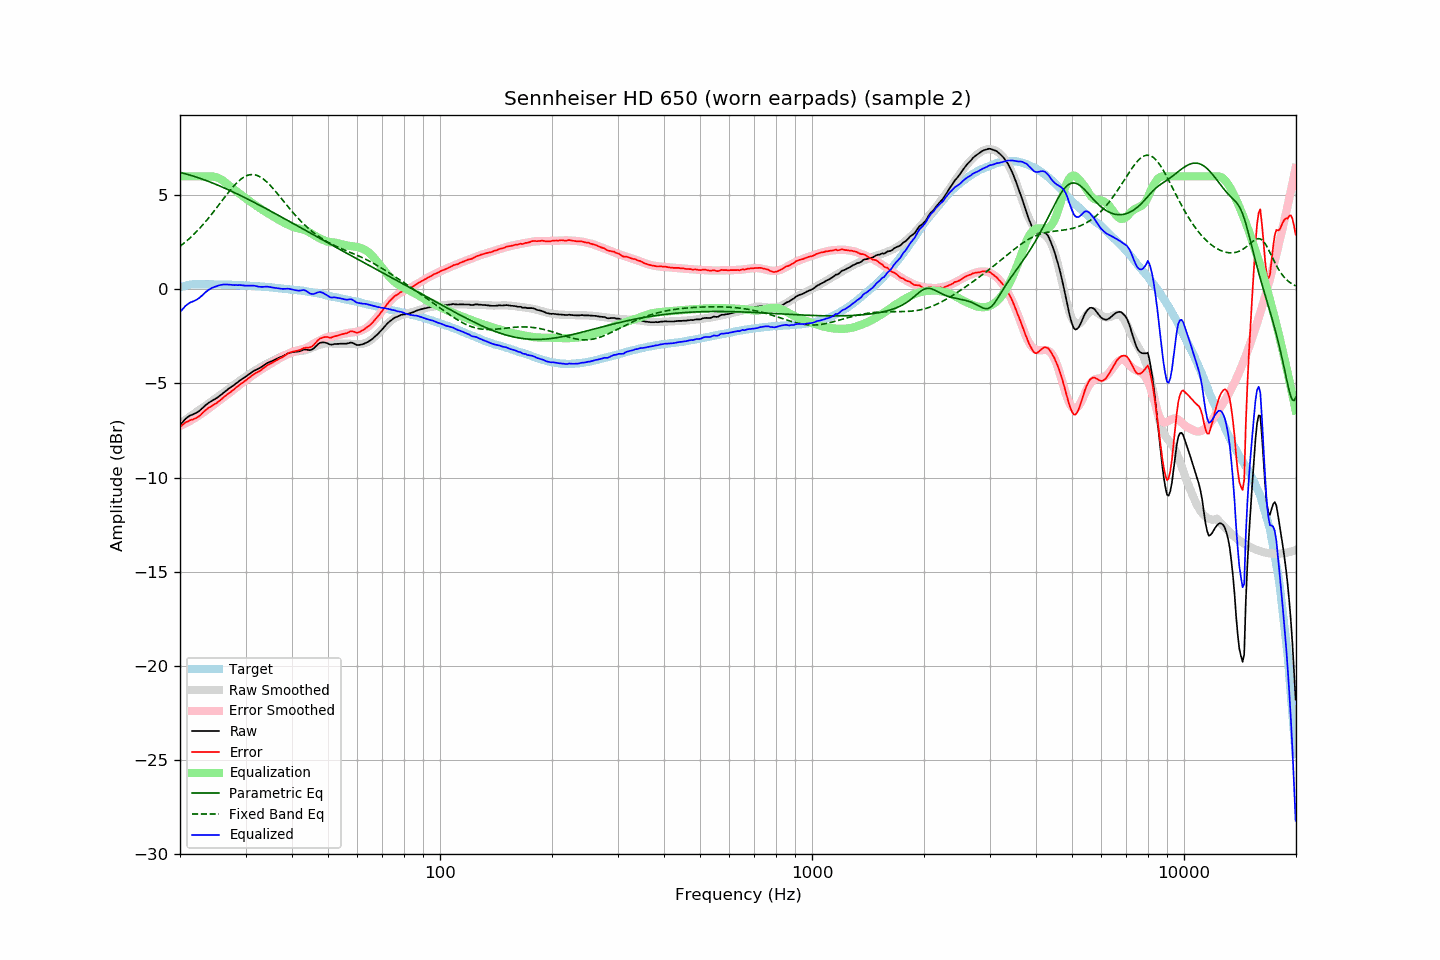 Sennheiser HD 650 (worn earpads) (sample 2)
Amplitude (dBr)
5
0
−5
−10
−15
−20
−25
−30
Target
Raw Smoothed
Error Smoothed
Raw
Error
Equalization
Parametric Eq
Fixed Band Eq
Equalized
100
1000
10000
Frequency (Hz)